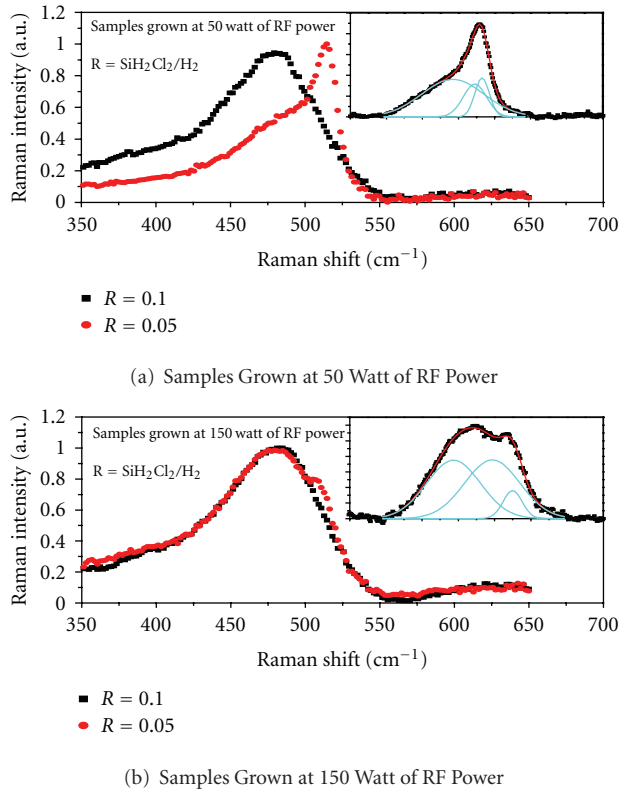 Raman intensity (a.u.)
1.2
1
0.8
0.6
0.4
0.2
0
Samples grown at 50 watt of RF power
R = SiH₂Cl₂/H₂
350 400 450 500 550 600 650 700
Raman shift (cm⁻¹)
R = 0.1
R = 0.05
(a) Samples Grown at 50 Watt of RF Power
Raman intensity (a.u.)
1.2
1
0.8
0.6
0.4
0.2
0
Samples grown at 150 watt of RF power
R = SiH₂Cl₂/H₂
350 400 450 500 550 600 650 700
Raman shift (cm⁻¹)
R = 0.1
R = 0.05
(b) Samples Grown at 150 Watt of RF Power